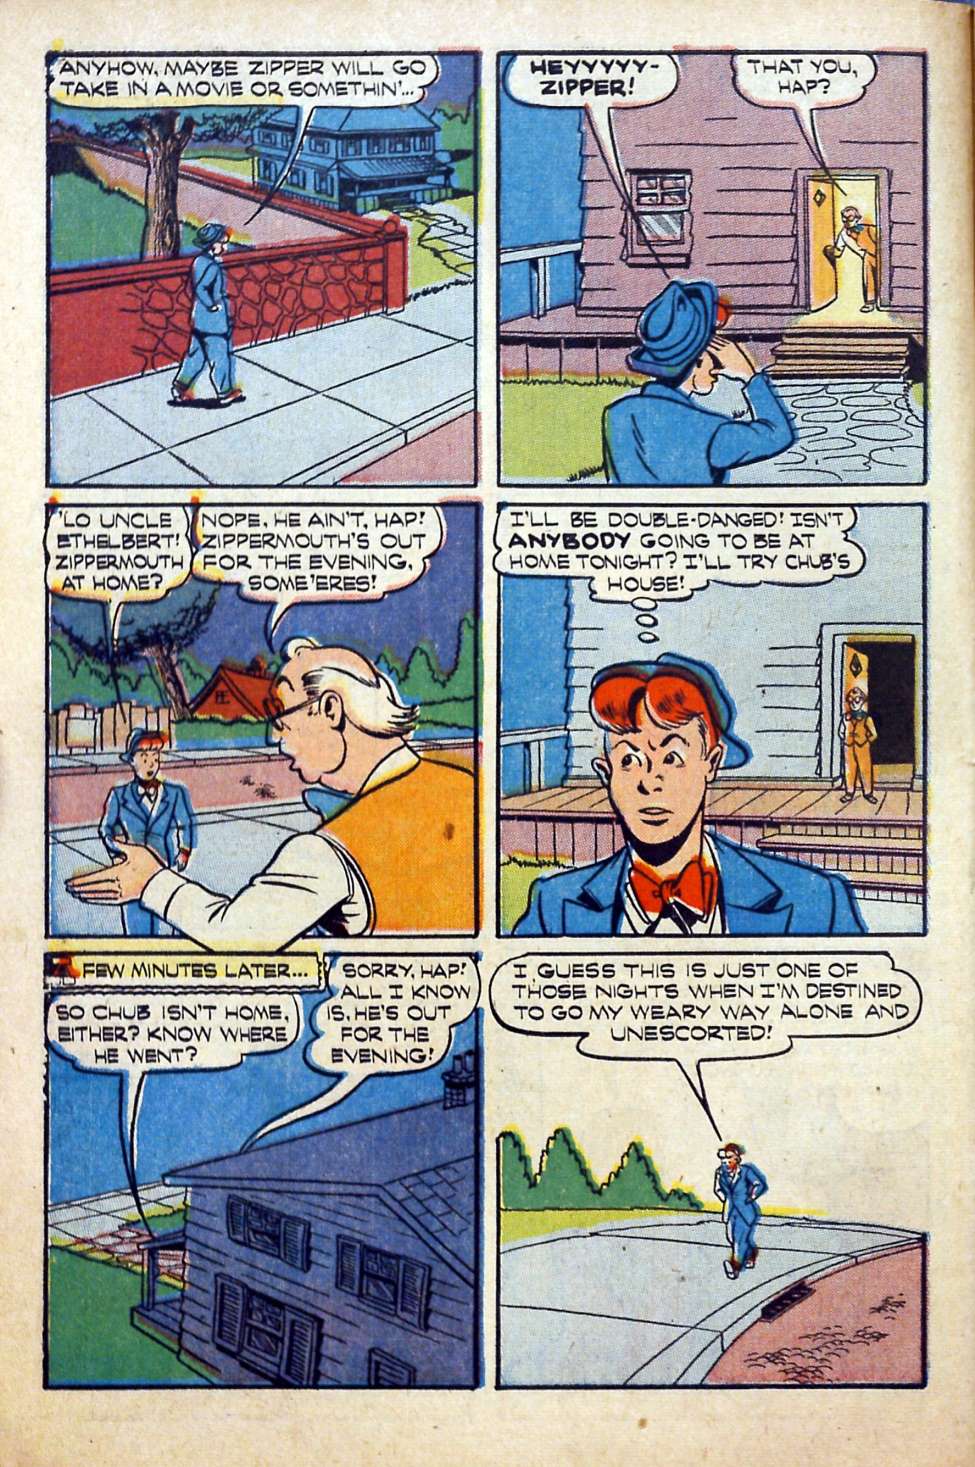 ANYHOW, MAYBE ZIPPER WILL GO
TAKE IN A MOVIE OR SOMETHIN'...
HEYYYYY-
ZIPPER!
THAT YOU,
HAP?
'LO UNCLE
ETHELBERT!
ZIPPERMOUTH
AT HOME?
NOPE, HE AIN'T, HAP!
ZIPPERMOUTH'S OUT
FOR THE EVENING,
SOME'ERES!
I'LL BE DOUBLE-DANGED! ISN'T
ANYBODY GOING TO BE AT
HOME TONIGHT? I'LL TRY CHUB'S
HOUSE!
A FEW MINUTES LATER...
SO CHUB ISN'T HOME,
EITHER? KNOW WHERE
HE WENT?
SORRY, HAP!
ALL I KNOW
IS, HE'S OUT
FOR THE
EVENING!
I GUESS THIS IS JUST ONE OF
THOSE NIGHTS WHEN I'M DESTINED
TO GO MY WEARY WAY ALONE AND
UNESCORTED!